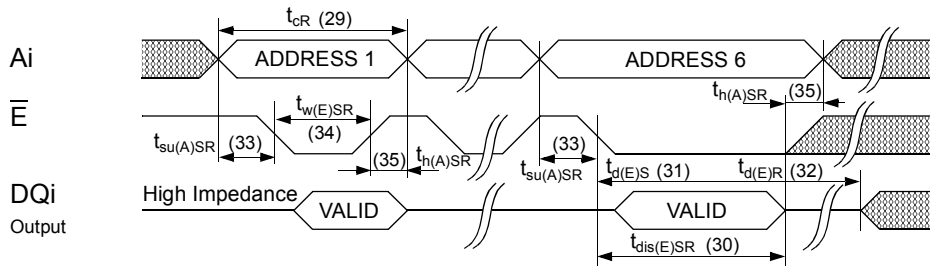 t_cR (29)
Ai
ADDRESS 1
ADDRESS 6
t_h(A)SR (35)
E
t_w(E)SR
(34)
t_su(A)SR (33)
(35) t_h(A)SR
(33)
t_su(A)SR
t_d(E)S (31)
t_d(E)R (32)
DQi
Output
High Impedance
VALID
VALID
t_dis(E)SR (30)